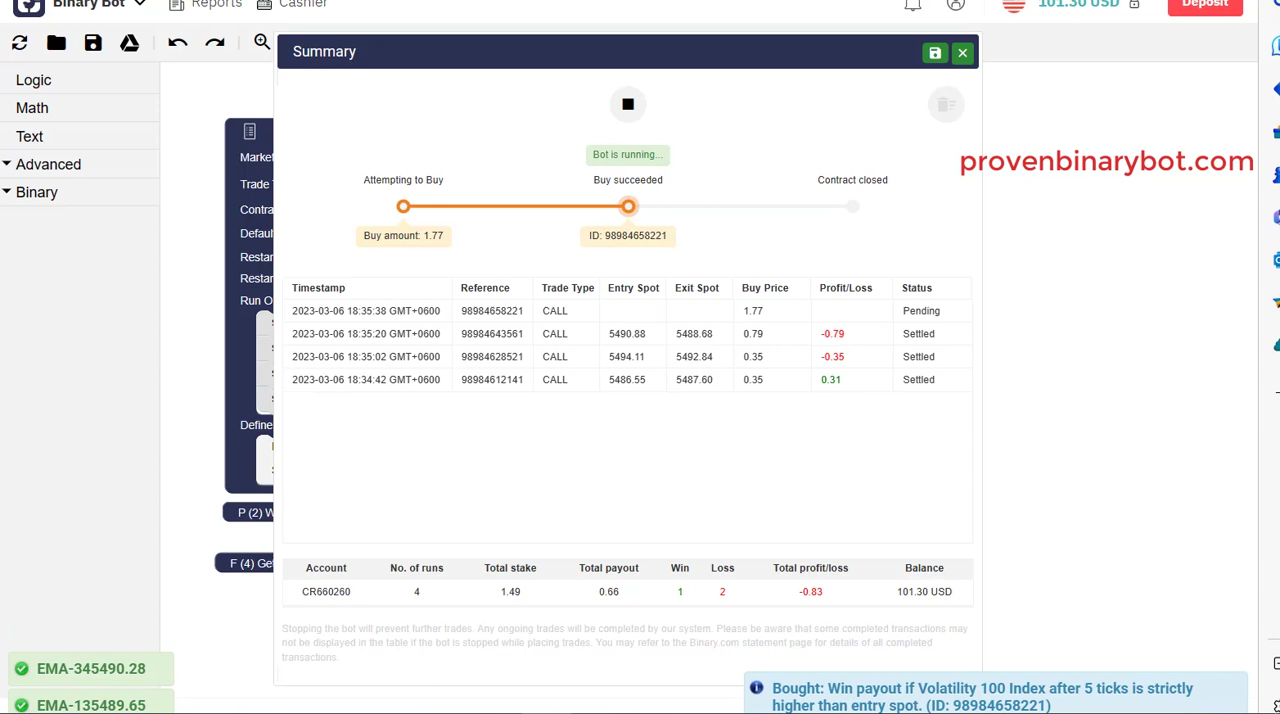 Binary Bot Reports Cashier 101.30 USD Deposit
Summary
Logic
Math
Text
Advanced
Binary
Market
Trade
Contra
Defaul
Restar
Restar
Run O
Define
P (2) W
F (4) Ge
Bot is running...
Attempting to Buy Buy succeeded Contract closed
Buy amount: 1.77 ID: 98984658221
provenbinarybot.com
Timestamp Reference Trade Type Entry Spot Exit Spot Buy Price Profit/Loss Status
2023-03-06 18:35:38 GMT+0600 98984658221 CALL 1.77 Pending
2023-03-06 18:35:20 GMT+0600 98984643561 CALL 5490.88 5488.68 0.79 -0.79 Settled
2023-03-06 18:35:02 GMT+0600 98984628521 CALL 5494.11 5492.84 0.35 -0.35 Settled
2023-03-06 18:34:42 GMT+0600 98984612141 CALL 5486.55 5487.60 0.35 0.31 Settled
Account No. of runs Total stake Total payout Win Loss Total profit/loss Balance
CR660260 4 1.49 0.66 1 2 -0.83 101.30 USD
Stopping the bot will prevent further trades. Any ongoing trades will be completed by our system. Please be aware that some completed transactions may
not be displayed in the table if the bot is stopped while placing trades. You may refer to the Binary.com statement page for details of all completed
transactions.
EMA-345490.28
EMA-135489.65
Bought: Win payout if Volatility 100 Index after 5 ticks is strictly
higher than entry spot. (ID: 98984658221)